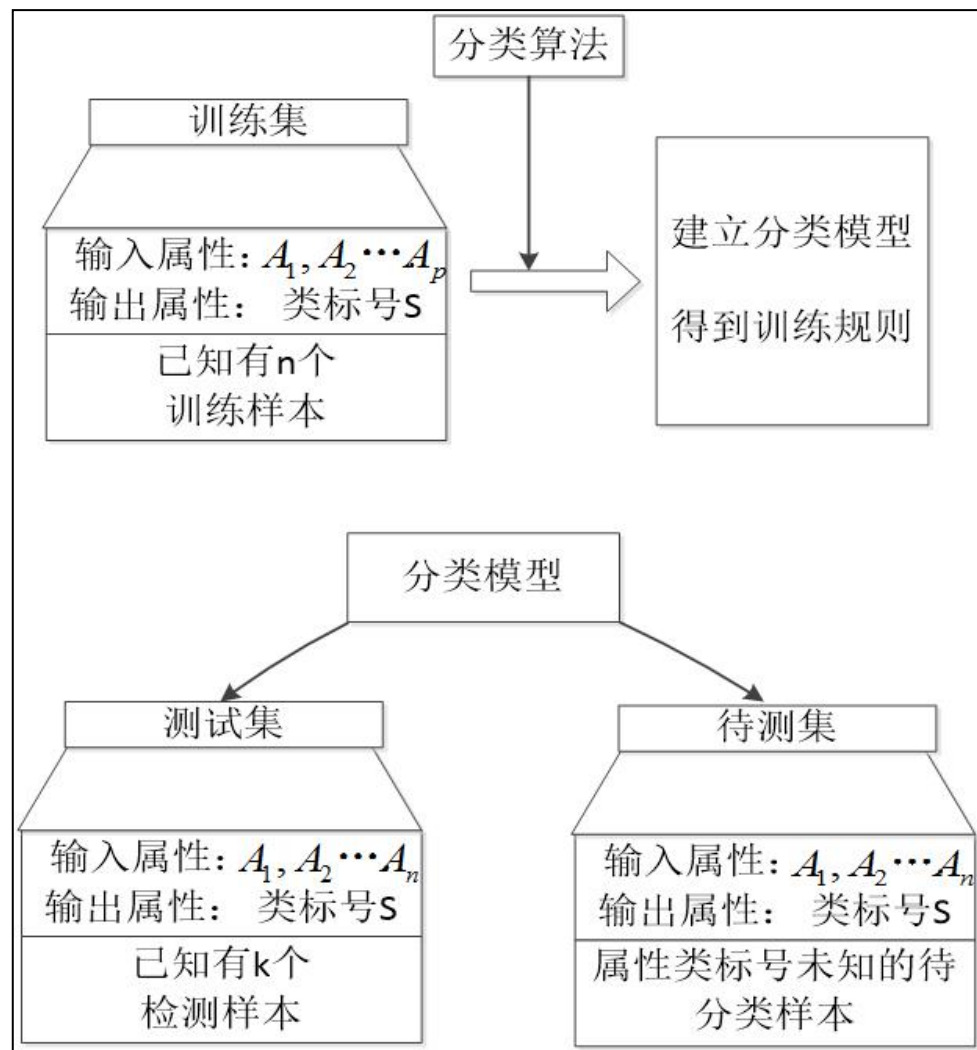 分类算法
训练集
输入属性：A₁, A₂⋯Aₚ
输出属性： 类标号S
已知有n个
训练样本
建立分类模型
得到训练规则
分类模型
测试集
输入属性：A₁, A₂⋯Aₙ
输出属性： 类标号S
已知有k个
检测样本
待测集
输入属性：A₁, A₂⋯Aₙ
输出属性： 类标号S
属性类标号未知的待
分类样本